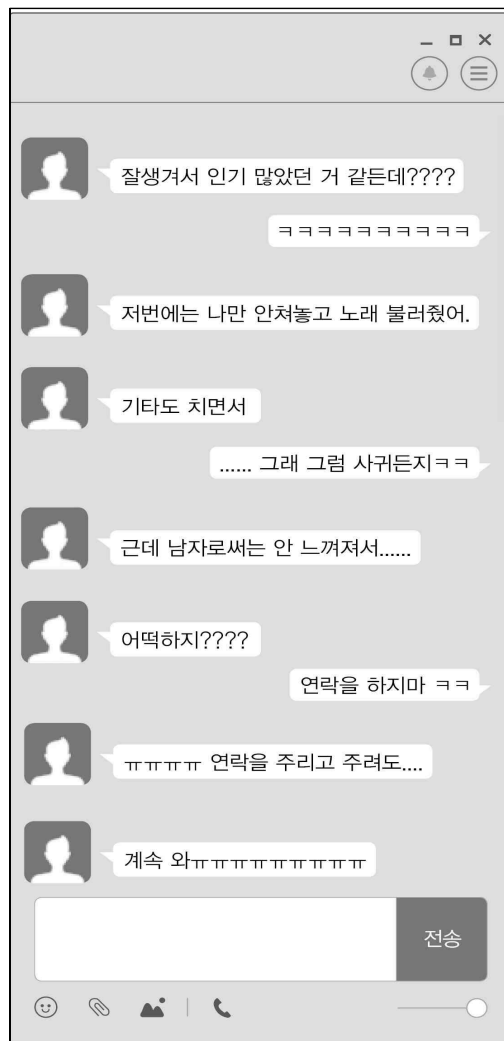 잘생겨서 인기 많았던 거 같든데????
ㅋㅋㅋㅋㅋㅋㅋㅋㅋㅋ
저번에는 나만 안쳐놓고 노래 불러줬어.
기타도 치면서
...... 그래 그럼 사귀든지ㅋㅋ
근데 남자로써는 안 느껴져서......
어떡하지????
연락을 하지마 ㅋㅋ
ㅠㅠㅠㅠ 연락을 주리고 주려도....
계속 와ㅠㅠㅠㅠㅠㅠㅠㅠㅠ
전송